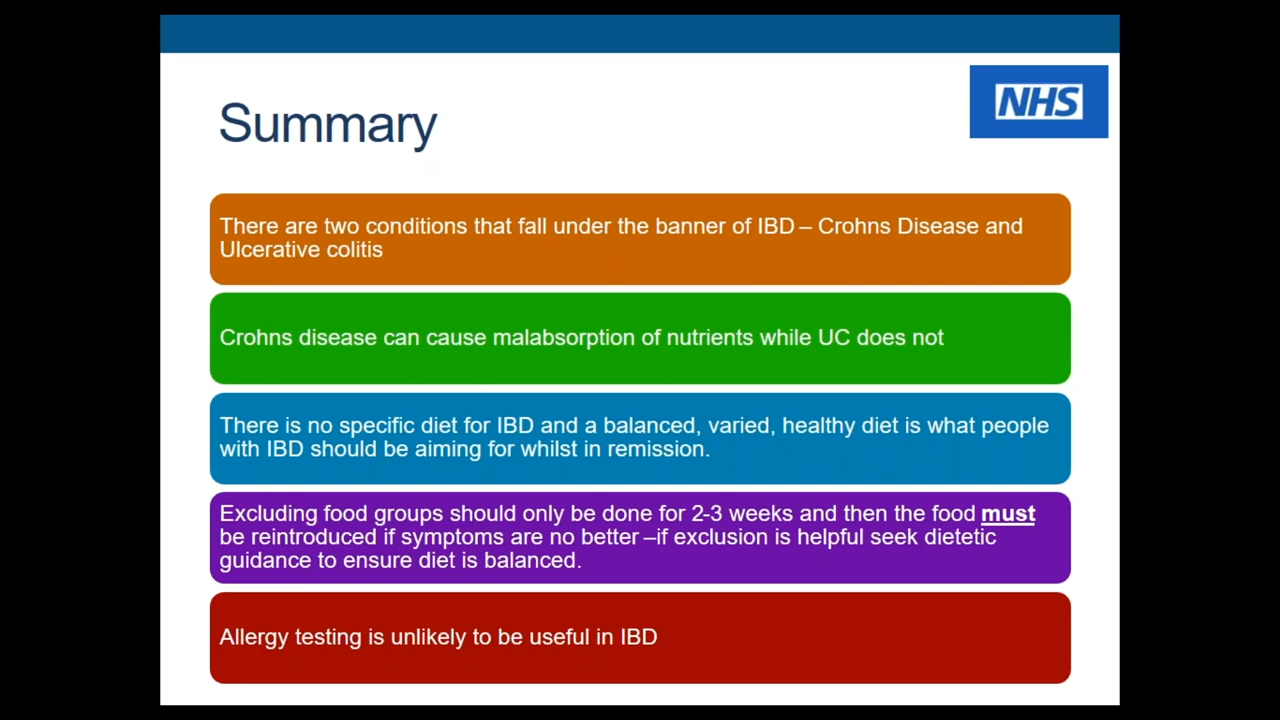 NHS
Summary
There are two conditions that fall under the banner of IBD – Crohns Disease and
Ulcerative colitis
Crohns disease can cause malabsorption of nutrients while UC does not
There is no specific diet for IBD and a balanced, varied, healthy diet is what people
with IBD should be aiming for whilst in remission.
Excluding food groups should only be done for 2-3 weeks and then the food must
be reintroduced if symptoms are no better –if exclusion is helpful seek dietetic
guidance to ensure diet is balanced.
Allergy testing is unlikely to be useful in IBD